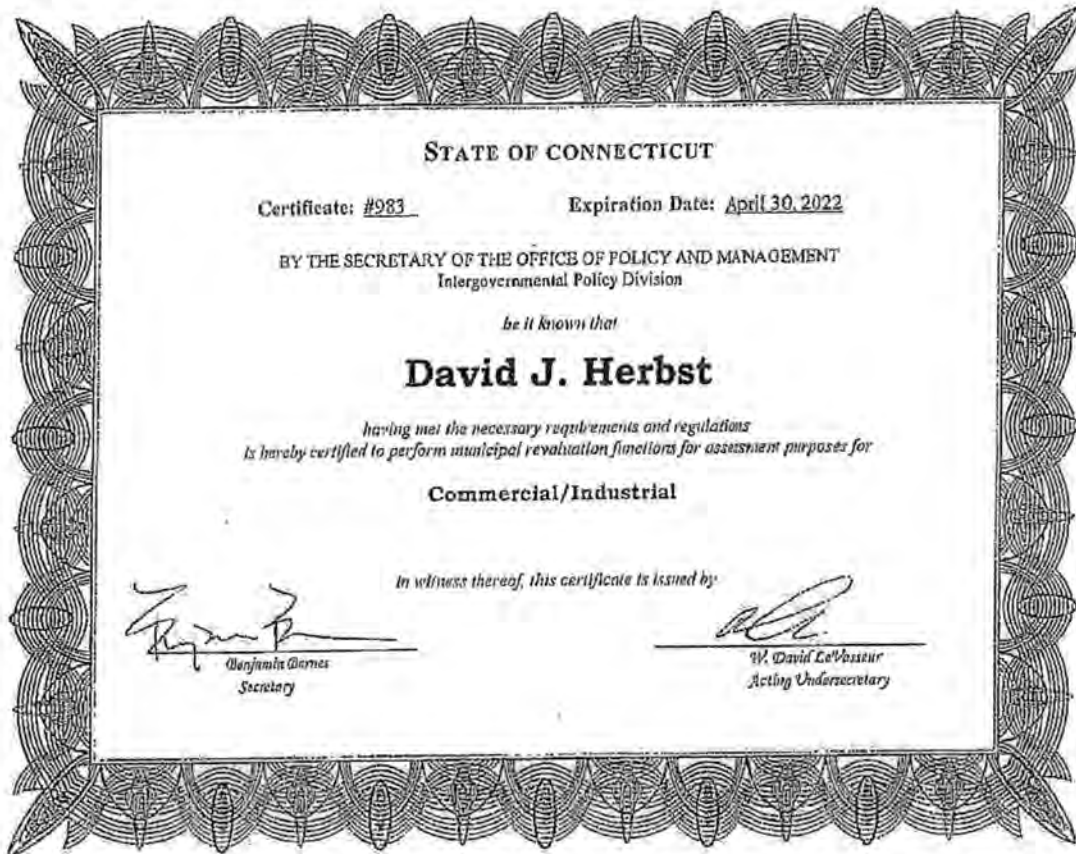 STATE OF CONNECTICUT
Certificate: #983 Expiration Date: April 30, 2022
BY THE SECRETARY OF THE OFFICE OF POLICY AND MANAGEMENT
Intergovernmental Policy Division
be it known that
David J. Herbst
having met the necessary requirements and regulations
is hereby certified to perform municipal revaluation functions for assessment purposes for
Commercial/Industrial
In witness thereof, this certificate is issued by
Benjamin Barnes
Secretary
W. David LeVasseur
Acting Undersecretary